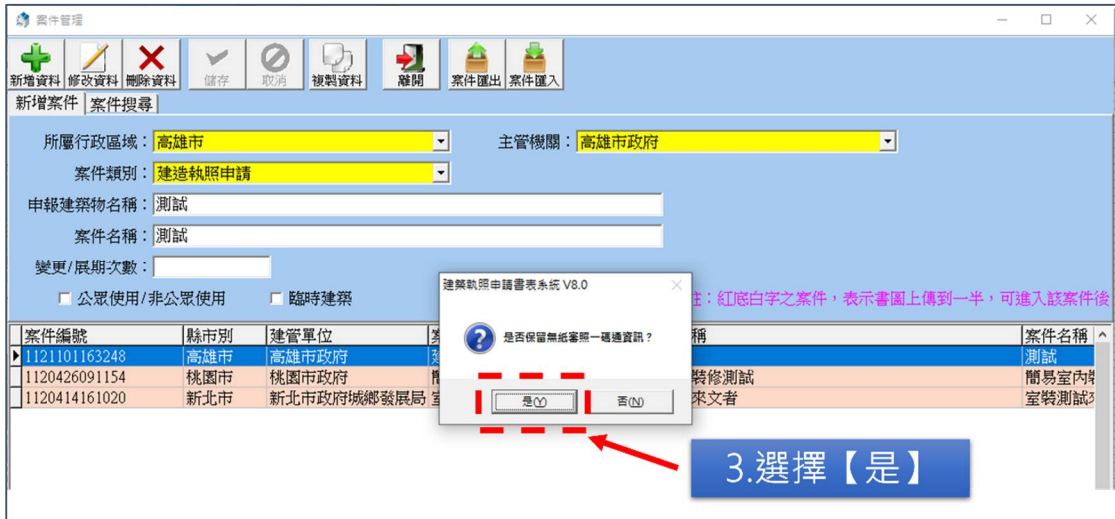 案件管理
新增資料 修改資料 刪除資料 儲存 取消 複製資料 離開 案件匯出 案件匯入
新增案件 案件搜尋
所屬行政區域：高雄市 主管機關：高雄市政府
案件類別：建造執照申請
申報建築物名稱：測試
案件名稱：測試
變更/展期次數：
公眾使用/非公眾使用 臨時建築
：紅底白字之案件，表示書圖上傳到一半，可進入該案件後
建築執照申請書表系統 V8.0
是否保留無紙審照一碼通資訊？
是(Y) 否(N)
案件編號 縣市別 建管單位 稱 案件名稱
1121101163248 高雄市 高雄市政府 測試
1120426091154 桃園市 桃園市政府 裝修測試 簡易室內
1120414161020 新北市 新北市政府城鄉發展局 來文者 室裝測試
3.選擇【是】